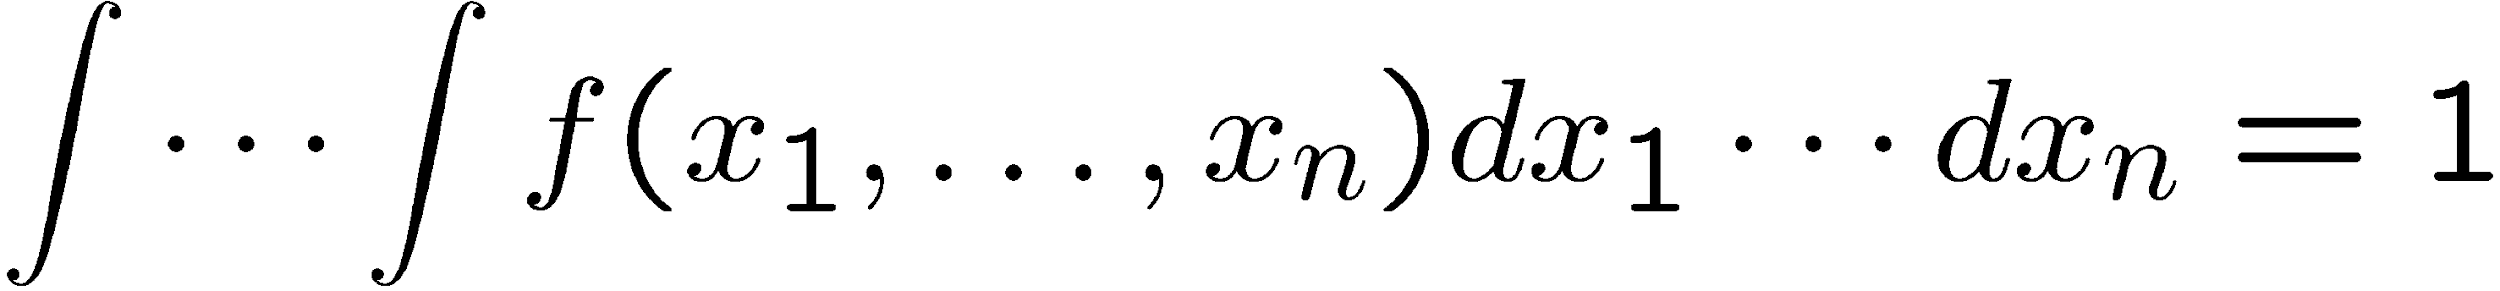 ∫ ⋯ ∫ f(x₁, . . . , xₙ)dx₁ ⋯ dxₙ = 1